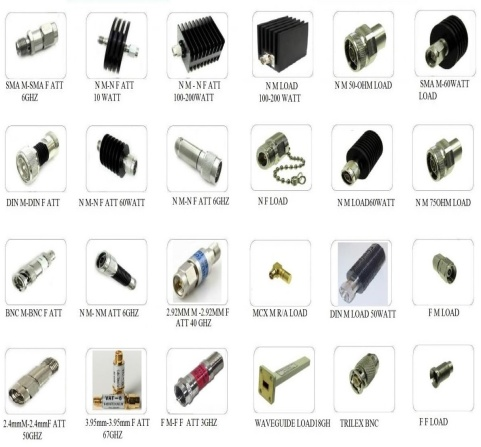 SMA M-SMA F ATT
6GHZ
N M-N F ATT
10 WATT
N M - N F ATT
100-200WATT
N M LOAD
100-200 WATT
N M 50-OHM LOAD
SMA M-60WATT
LOAD
DIN M-DIN F ATT
N M-N F ATT 60WATT
N M-N F ATT 6GHZ
N F LOAD
N M LOAD60WATT
N M 75OHM LOAD
BNC M-BNC F ATT
N M- NM ATT 6GHZ
2.92MM M -2.92MM F
ATT 40 GHZ
MCX M R/A LOAD
DIN M LOAD 50WATT
F M LOAD
VAT-6
2.4mmM-2.4mmF ATT
50GHZ
3.95mm-3.95mm F ATT
67GHZ
F M-F F ATT 3GHZ
WAVEGUIDE LOAD18GH
TRILEX BNC
F F LOAD